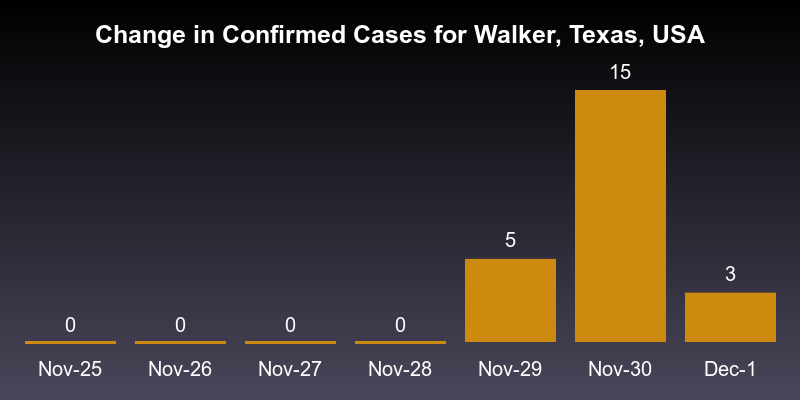 Change in Confirmed Cases for Walker, Texas, USA
15
5
3
0 0 0 0
Nov-25 Nov-26 Nov-27 Nov-28 Nov-29 Nov-30 Dec-1